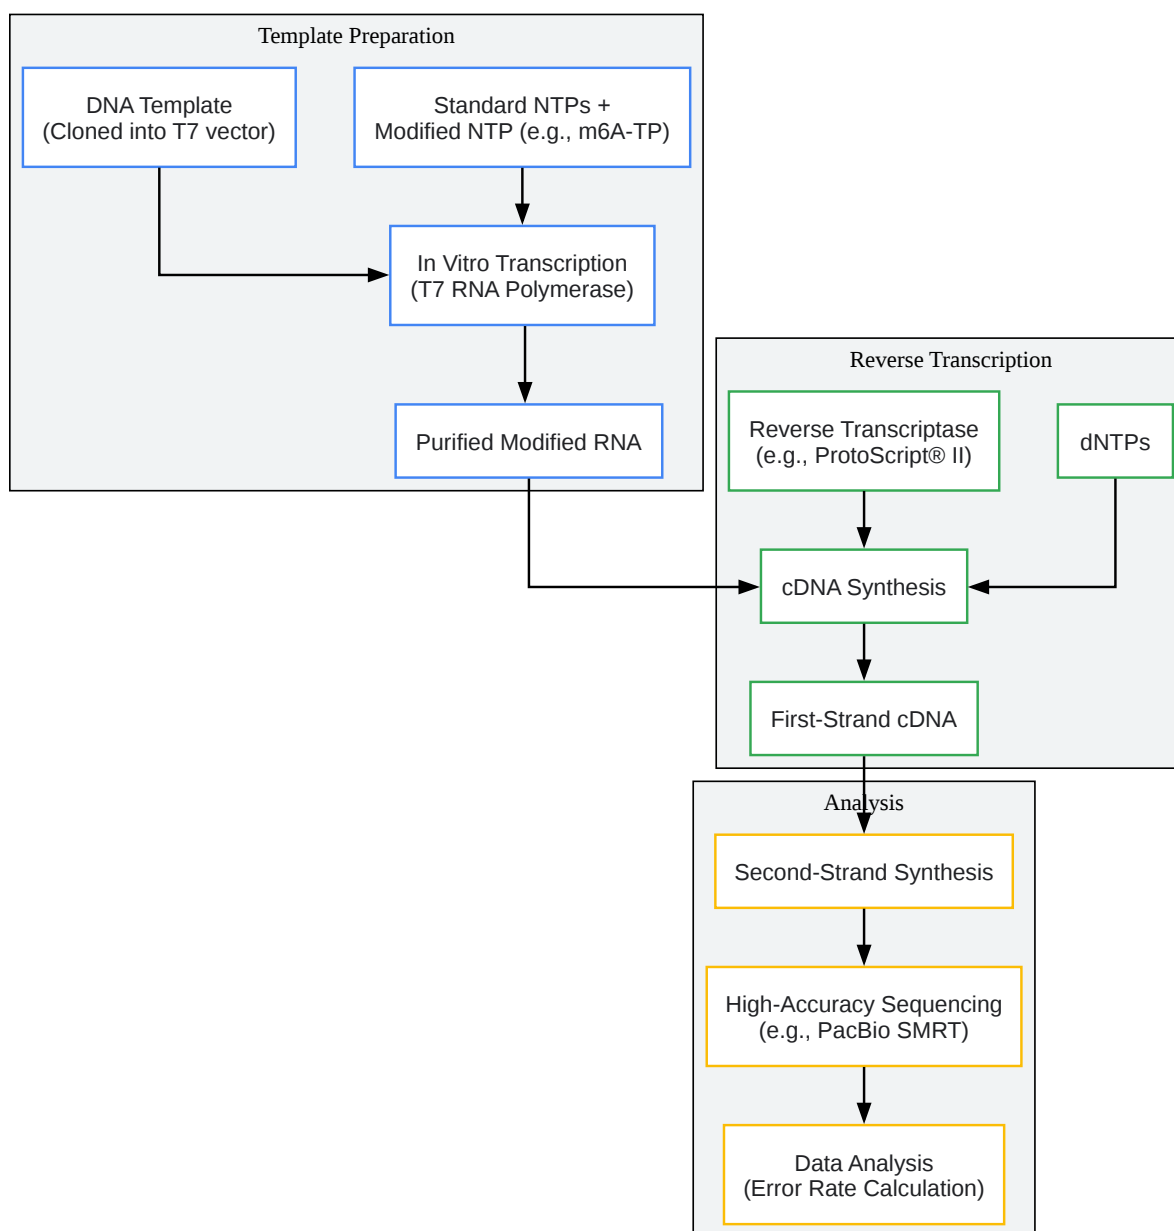 Template Preparation
DNA Template
(Cloned into T7 vector)
Standard NTPs +
Modified NTP (e.g., m6A-TP)
In Vitro Transcription
(T7 RNA Polymerase)
Purified Modified RNA
Reverse Transcription
Reverse Transcriptase
(e.g., ProtoScript® II)
dNTPs
cDNA Synthesis
First-Strand cDNA
Analysis
Second-Strand Synthesis
High-Accuracy Sequencing
(e.g., PacBio SMRT)
Data Analysis
(Error Rate Calculation)